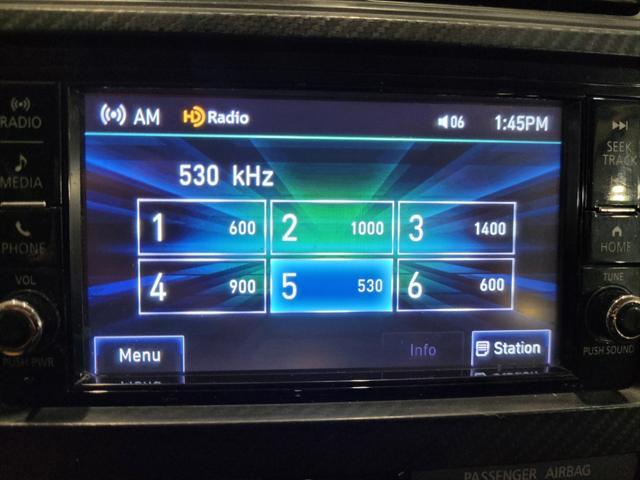 AM HD Radio 06 1:45PM
530 kHz
1 600 2 1000 3 1400
4 900 5 530 6 600
Menu Info Station
RADIO
MEDIA
PHONE
VOL
PUSH PWR
SEEK
TRACK
HOME
TUNE
PUSH SOUND
PASSENGER AIRBAG